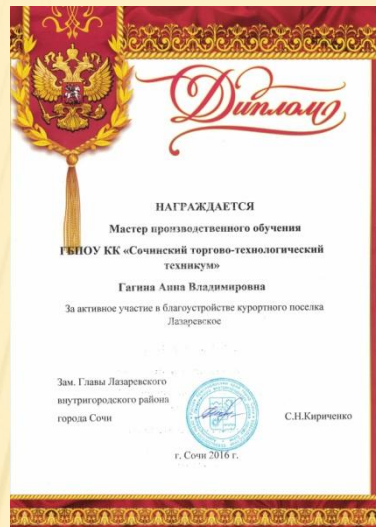 Диплом
НАГРАЖДАЕТСЯ
Мастер производственного обучения
ГБПОУ КК «Сочинский торгово-технологический
техникум»
Гагина Анна Владимировна
За активное участие в благоустройстве курортного поселка
Лазаревское
Зам. Главы Лазаревского
внутригородского района
города Сочи
С.Н.Кириченко
г. Сочи 2016 г.